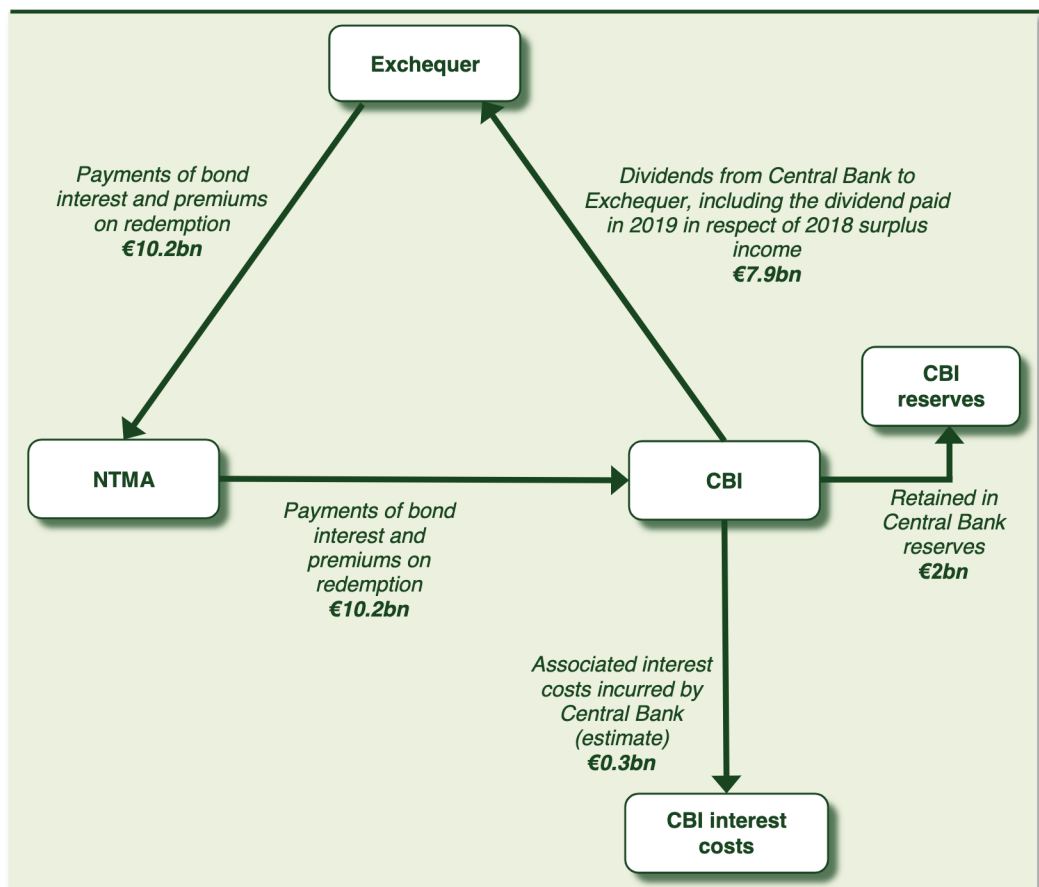 Exchequer
Payments of bond
interest and premiums
on redemption
€10.2bn
Dividends from Central Bank to
Exchequer, including the dividend paid
in 2019 in respect of 2018 surplus
income
€7.9bn
CBI
reserves
NTMA
CBI
Payments of bond
interest and
premiums on
redemption
€10.2bn
Retained in
Central Bank
reserves
€2bn
Associated interest
costs incurred by
Central Bank
(estimate)
€0.3bn
CBI interest
costs